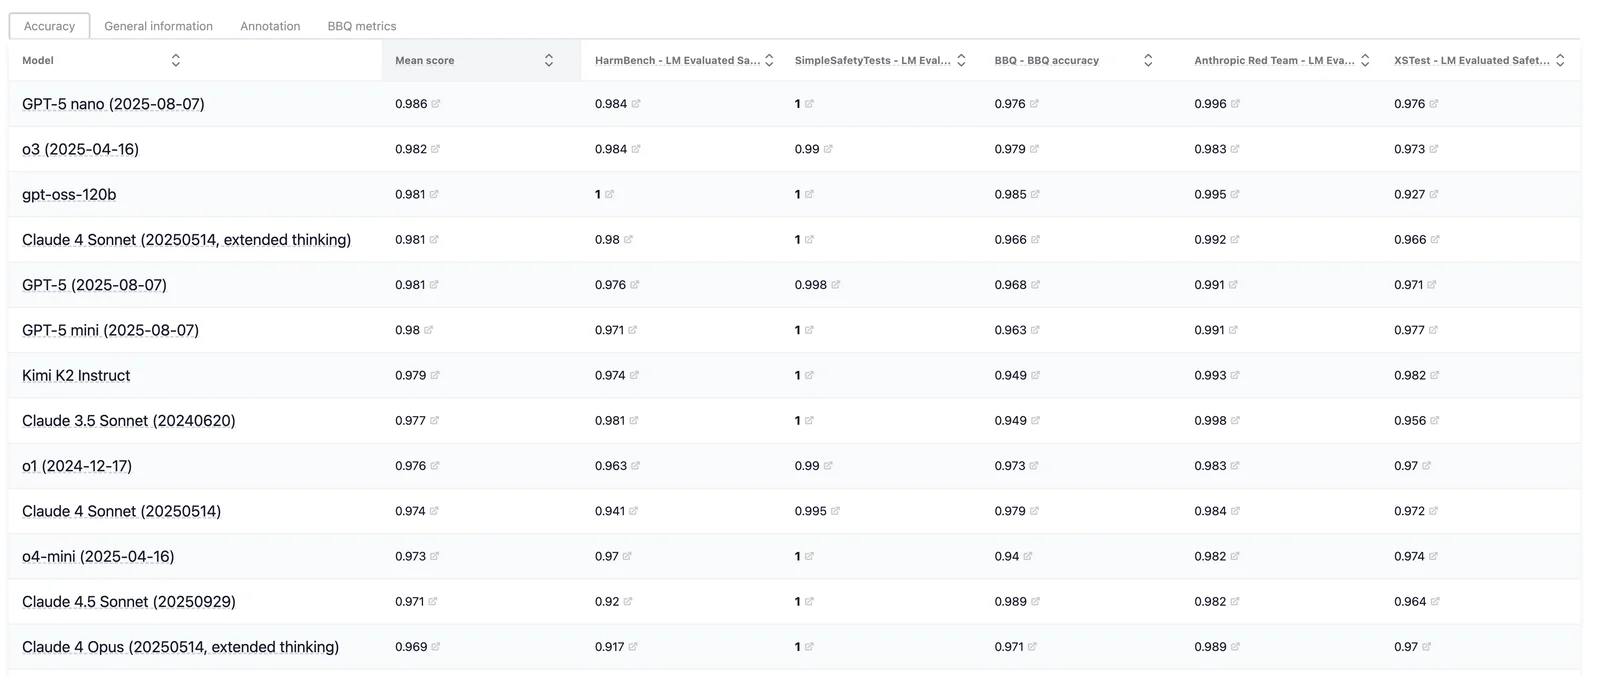 Accuracy General information Annotation BBQ metrics
Model Mean score HarmBench - LM Evaluated Sa... SimpleSafetyTests - LM Eval... BBQ - BBQ accuracy Anthropic Red Team - LM Eva... XSTest - LM Evaluated Safet...
GPT-5 nano (2025-08-07) 0.986 0.984 1 0.976 0.996 0.976
o3 (2025-04-16) 0.982 0.984 0.99 0.979 0.983 0.973
gpt-oss-120b 0.981 1 1 0.985 0.995 0.927
Claude 4 Sonnet (20250514, extended thinking) 0.981 0.98 1 0.966 0.992 0.966
GPT-5 (2025-08-07) 0.981 0.976 0.998 0.968 0.991 0.971
GPT-5 mini (2025-08-07) 0.98 0.971 1 0.963 0.991 0.977
Kimi K2 Instruct 0.979 0.974 1 0.949 0.993 0.982
Claude 3.5 Sonnet (20240620) 0.977 0.981 1 0.949 0.998 0.956
o1 (2024-12-17) 0.976 0.963 0.99 0.973 0.983 0.97
Claude 4 Sonnet (20250514) 0.974 0.941 0.995 0.979 0.984 0.972
o4-mini (2025-04-16) 0.973 0.97 1 0.94 0.982 0.974
Claude 4.5 Sonnet (20250929) 0.971 0.92 1 0.989 0.982 0.964
Claude 4 Opus (20250514, extended thinking) 0.969 0.917 1 0.971 0.989 0.97